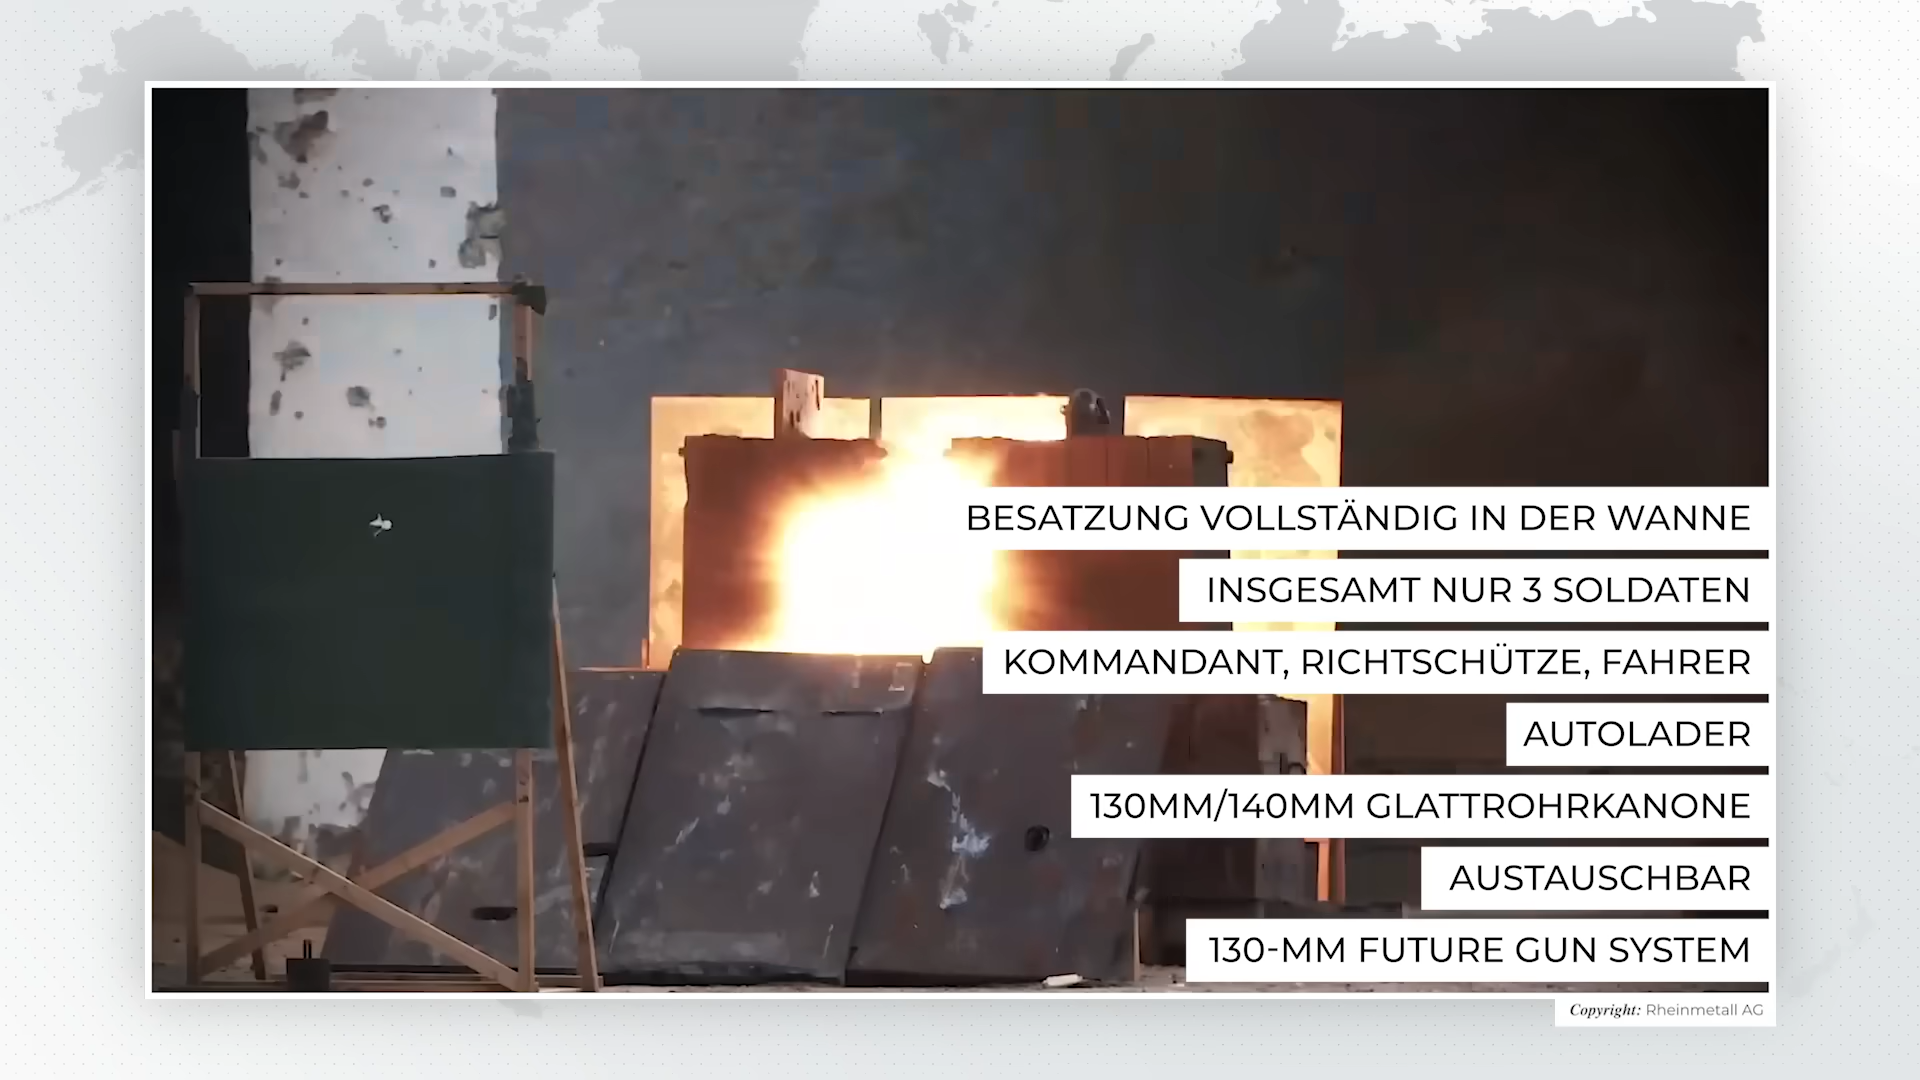 BESATZUNG VOLLSTÄNDIG IN DER WANNE
INSGESAMT NUR 3 SOLDATEN
KOMMANDANT, RICHTSCHÜTZE, FAHRER
AUTOLADER
130MM/140MM GLATTROHRKANONE
AUSTAUSCHBAR
130-MM FUTURE GUN SYSTEM
Copyright: Rheinmetall AG